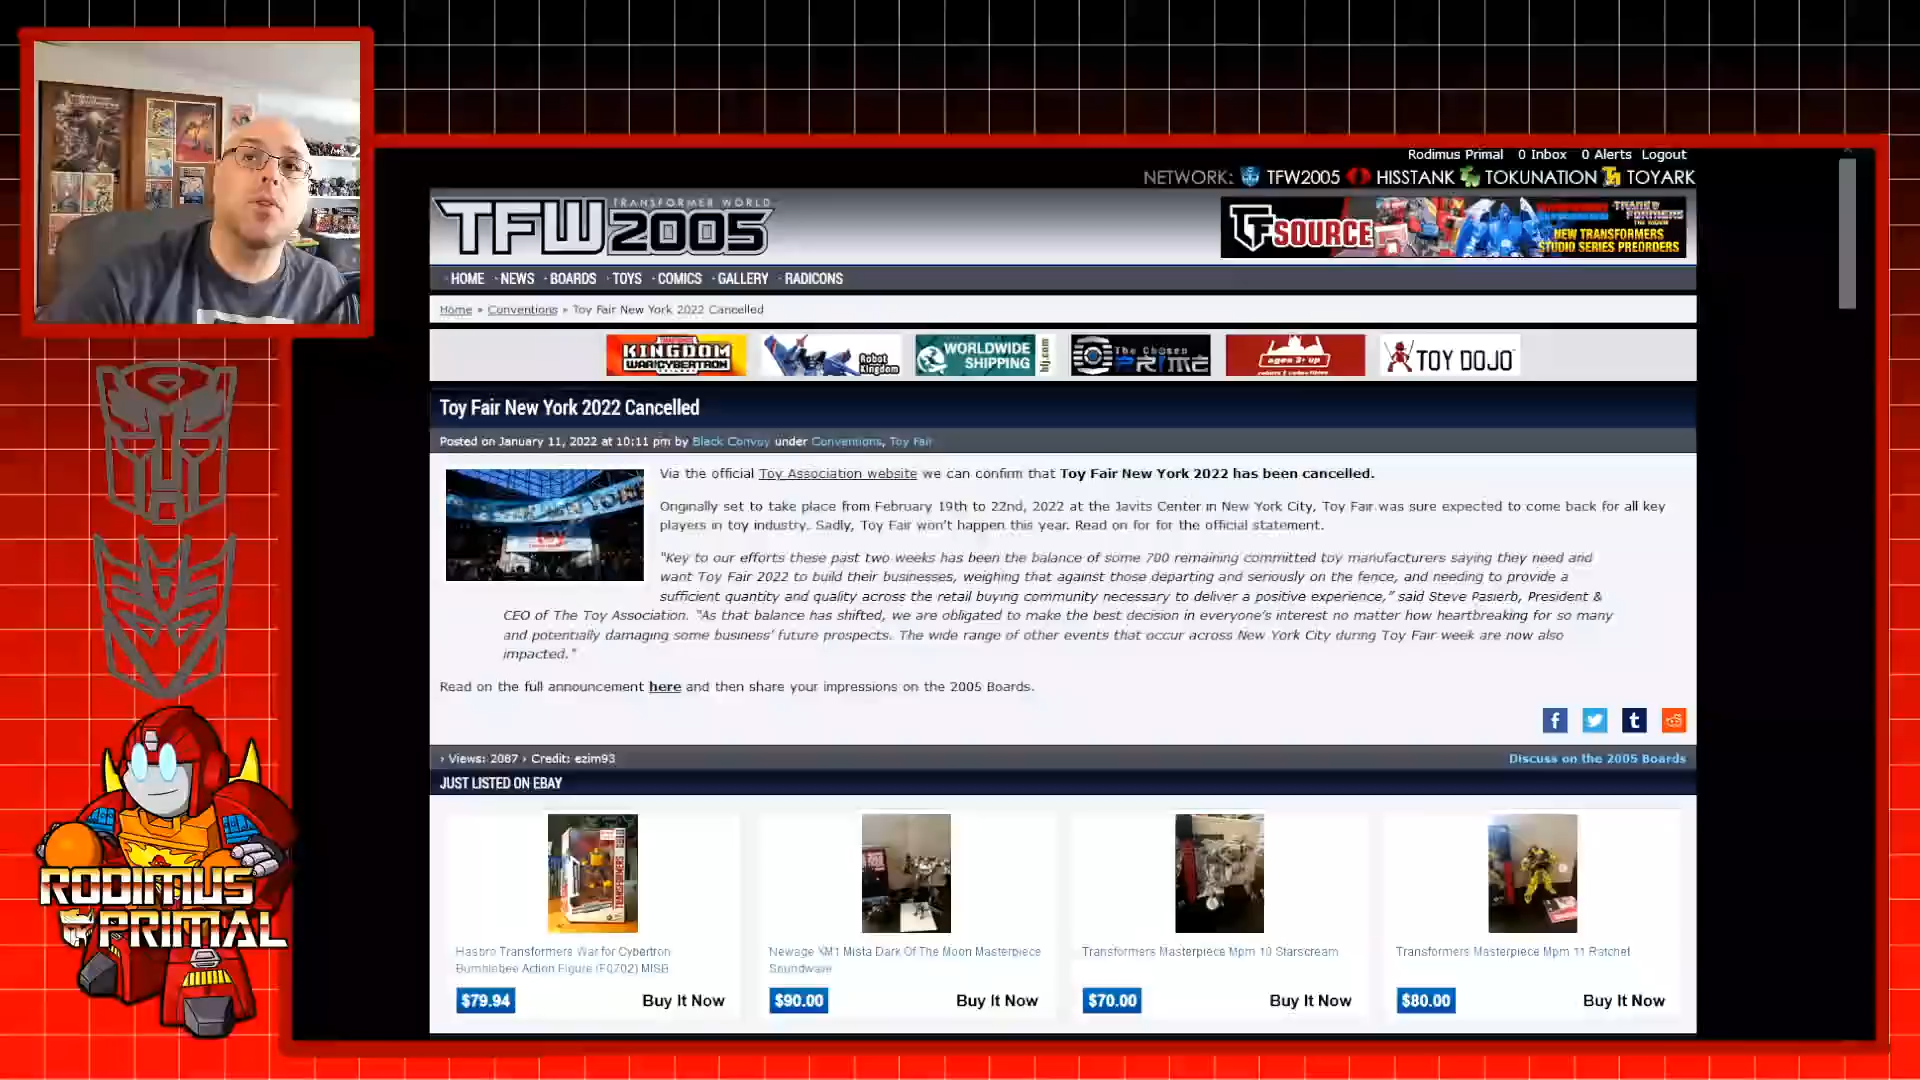 Rodimus Primal 0 Inbox 0 Alerts Logout
NETWORK: TFW2005 HISSTANK TOKUNATION TOYARK
TRANSFORMER WORLD
TFW2005
TFSOURCE
TRANSFORMERS
NEW TRANSFORMERS
STUDIO SERIES PREORDERS
HOME NEWS BOARDS TOYS COMICS GALLERY RADICONS
Home » Conventions » Toy Fair New York 2022 Cancelled
KINGDOM
WAR CYBERTRON
Robot
Kingdom
WORLDWIDE
SHIPPING
hlj.com
The Chosen
PRIME
ages 3+ up
TOY DOJO
Toy Fair New York 2022 Cancelled
Posted on January 11, 2022 at 10:11 pm by Black Convoy under Conventions, Toy Fair
Via the official Toy Association website we can confirm that Toy Fair New York 2022 has been cancelled.
Originally set to take place from February 19th to 22nd, 2022 at the Javits Center in New York City, Toy Fair was sure expected to come back for all key
players in toy industry. Sadly, Toy Fair won't happen this year. Read on for for the official statement.
"Key to our efforts these past two weeks has been the balance of some 700 remaining committed toy manufacturers saying they need and
want Toy Fair 2022 to build their businesses, weighing that against those departing and seriously on the fence, and needing to provide a
sufficient quantity and quality across the retail buying community necessary to deliver a positive experience," said Steve Pasierb, President &
CEO of The Toy Association. "As that balance has shifted, we are obligated to make the best decision in everyone's interest no matter how heartbreaking for so many
and potentially damaging some business' future prospects. The wide range of other events that occur across New York City during Toy Fair week are now also
impacted."
Read on the full announcement here and then share your impressions on the 2005 Boards.
› Views: 2087 › Credit: ezim93
Discuss on the 2005 Boards
JUST LISTED ON EBAY
Hasbro Transformers War for Cybertron
Bumblebee Action Figure (F0702) MISB
$79.94 Buy It Now
Newage YM1 Mista Dark Of The Moon Masterpiece
Soundwave
$90.00 Buy It Now
Transformers Masterpiece Mpm 10 Starscream
$70.00 Buy It Now
Transformers Masterpiece Mpm 11 Ratchet
$80.00 Buy It Now
RODIMUS
PRIMAL